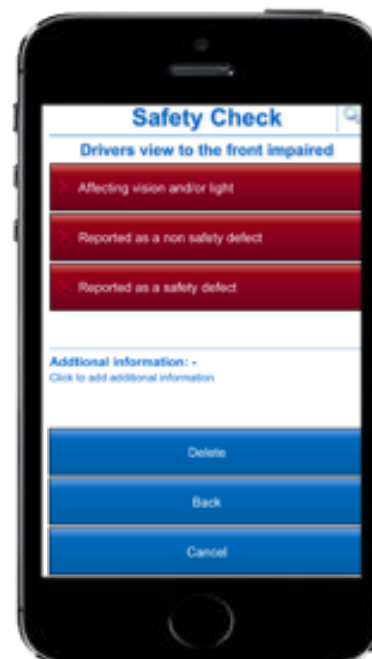 Safety Check
Drivers view to the front impaired
Affecting vision and/or light
Reported as a non safety defect
Reported as a safety defect
Addtional information: -
Click to add additional information
Delete
Back
Cancel